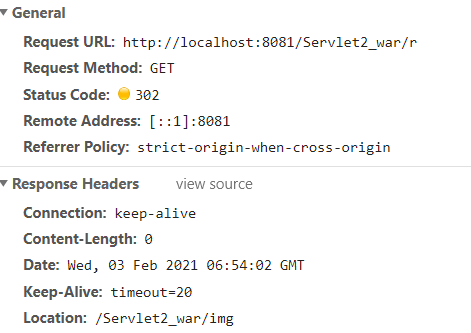 General
Request URL: http://localhost:8081/Servlet2_war/r
Request Method: GET
Status Code: 302
Remote Address: [::1]:8081
Referrer Policy: strict-origin-when-cross-origin
Response Headers view source
Connection: keep-alive
Content-Length: 0
Date: Wed, 03 Feb 2021 06:54:02 GMT
Keep-Alive: timeout=20
Location: /Servlet2_war/img